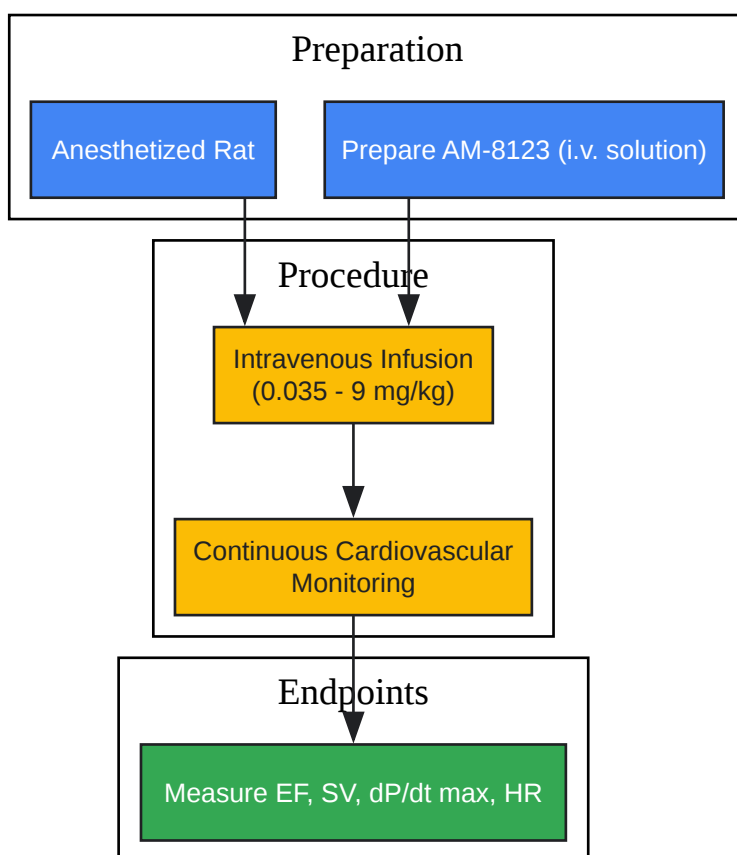 Preparation
Anesthetized Rat
Prepare AM-8123 (i.v. solution)
Procedure
Intravenous Infusion
(0.035 - 9 mg/kg)
Continuous Cardiovascular
Monitoring
Endpoints
Measure EF, SV, dP/dt max, HR